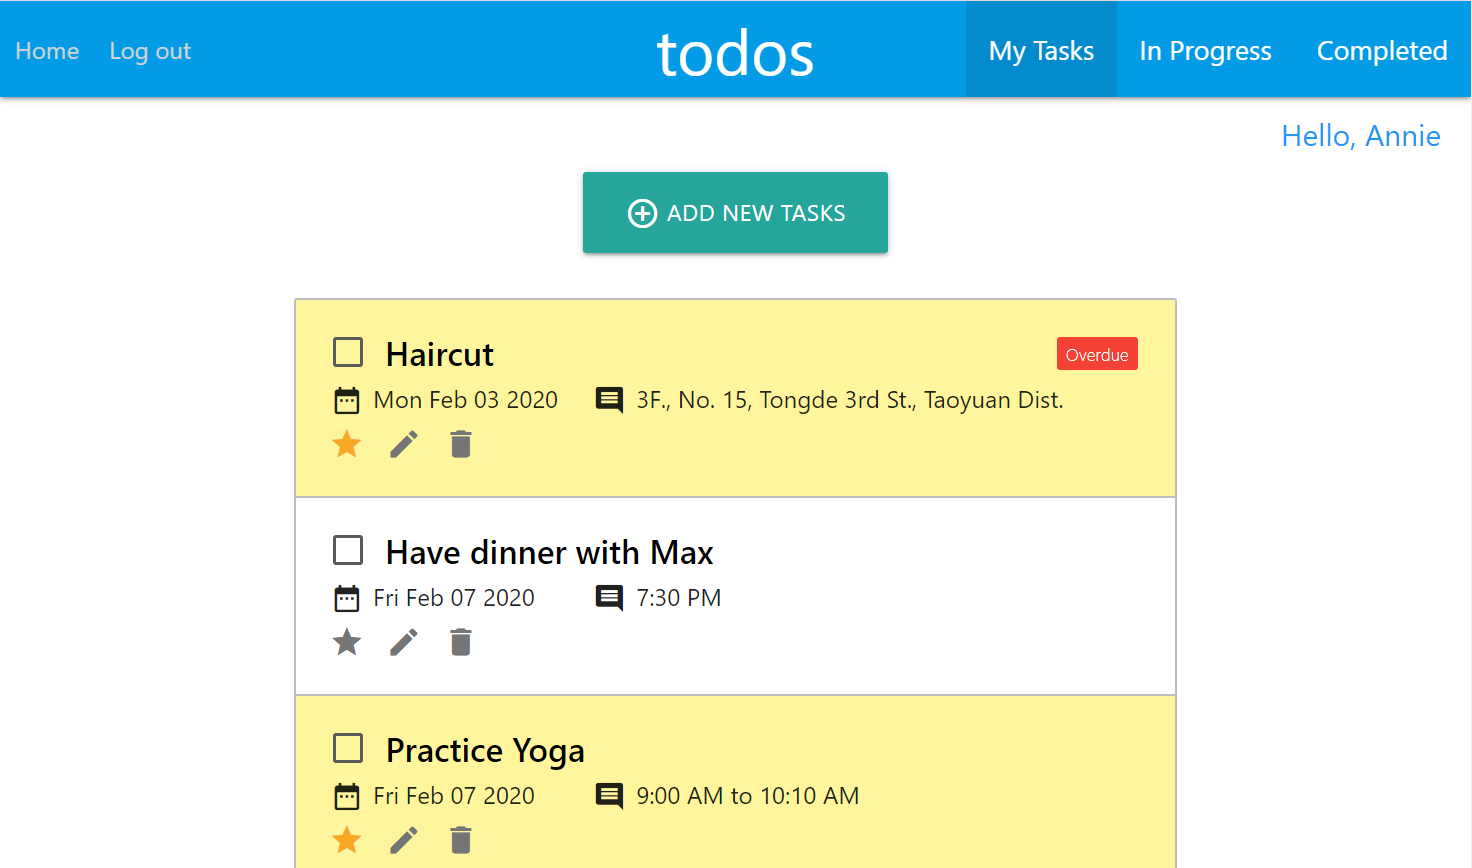 Home Log out todos My Tasks In Progress Completed
Hello, Annie
ADD NEW TASKS
Haircut Overdue
Mon Feb 03 2020 3F., No. 15, Tongde 3rd St., Taoyuan Dist.
Have dinner with Max
Fri Feb 07 2020 7:30 PM
Practice Yoga
Fri Feb 07 2020 9:00 AM to 10:10 AM